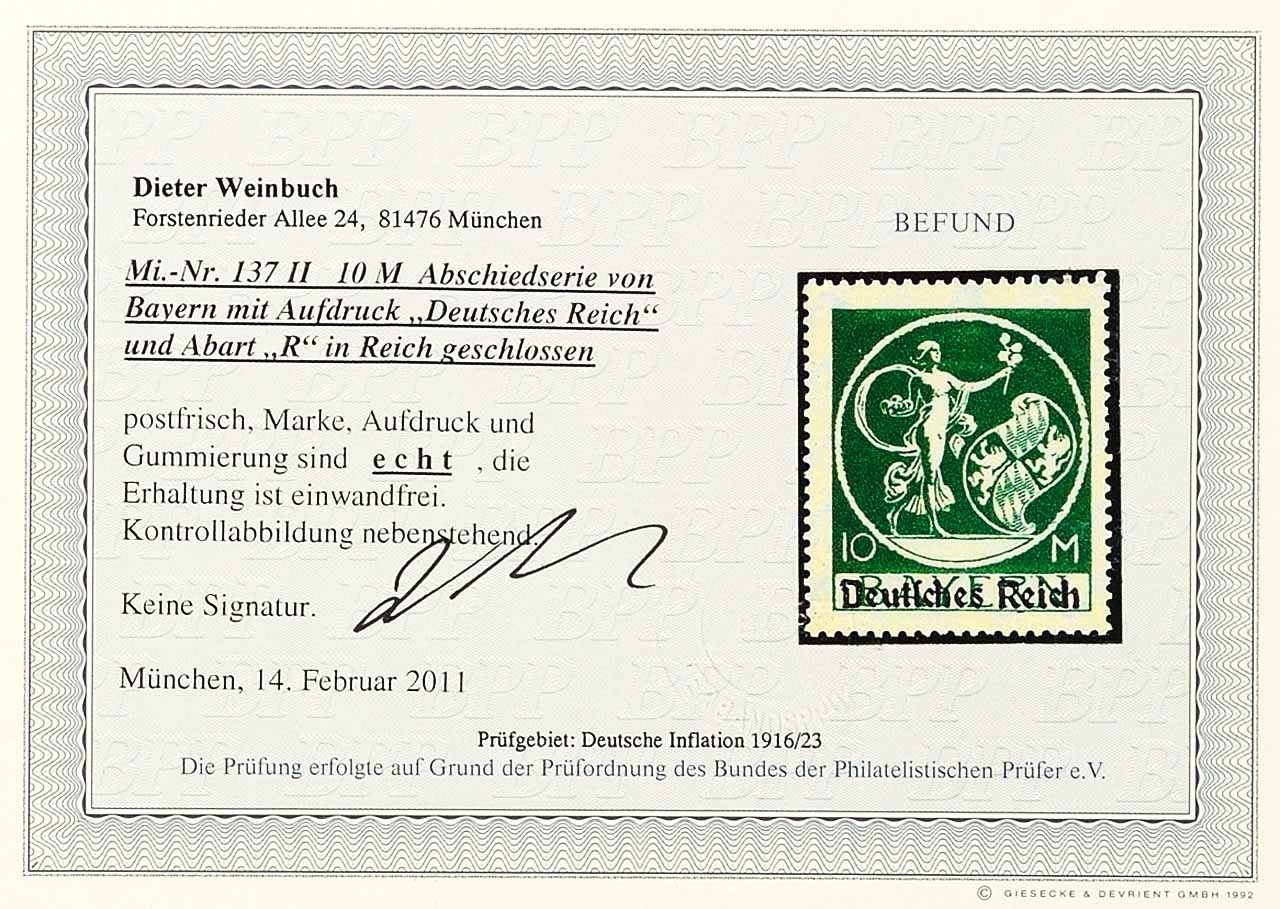 Dieter Weinbuch
Forstenrieder Allee 24, 81476 München
BEFUND
Mi.-Nr. 137 II 10 M Abschiedserie von
Bayern mit Aufdruck „Deutsches Reich“
und Abart „R“ in Reich geschlossen
postfrisch, Marke, Aufdruck und
Gummierung sind echt , die
Erhaltung ist einwandfrei.
Kontrollabbildung nebenstehend.
Keine Signatur.
München, 14. Februar 2011
10 M
BAYERN
Deutſches Reich
Prüfgebiet: Deutsche Inflation 1916/23
Die Prüfung erfolgte auf Grund der Prüfordnung des Bundes der Philatelistischen Prüfer e.V.
© GIESECKE & DEVRIENT GMBH 1992
BPP